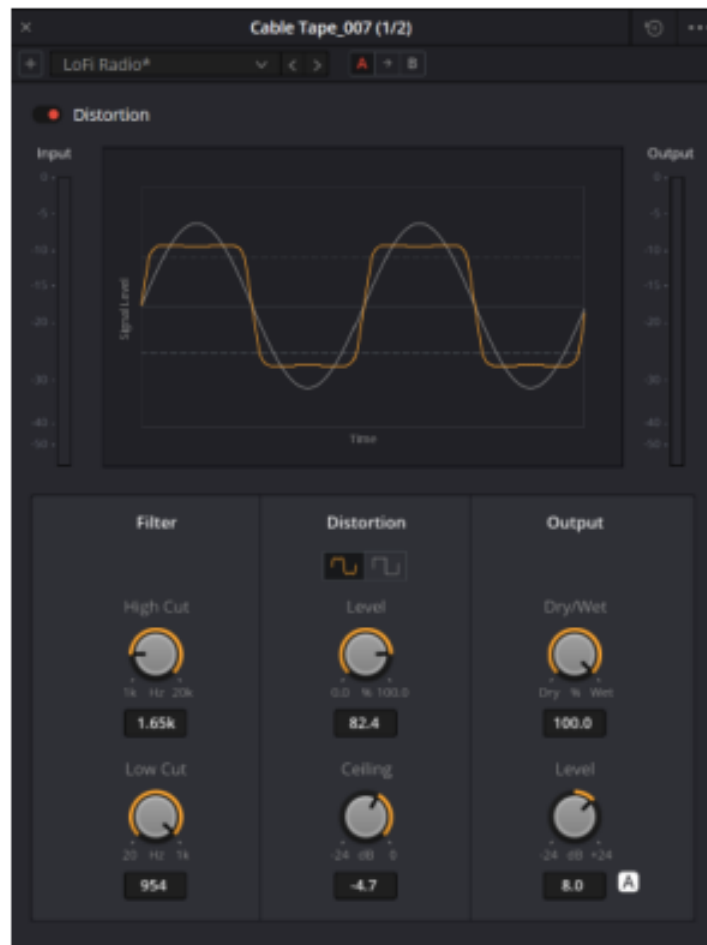 Cable Tape_007 (1/2)
LoFi Radio*
A
B
Distortion
Input
Output
0
-5
-10
-15
-20
-30
-40
-50
Signal Level
Time
0
-5
-10
-15
-20
-30
-40
-50
Filter
Distortion
Output
High Cut
Level
Dry/Wet
1k Hz 20k
0.0 % 100.0
Dry % Wet
1.65k
82.4
100.0
Low Cut
Ceiling
Level
20 Hz 1k
-24 dB 0
-24 dB +24
954
-4.7
8.0
A